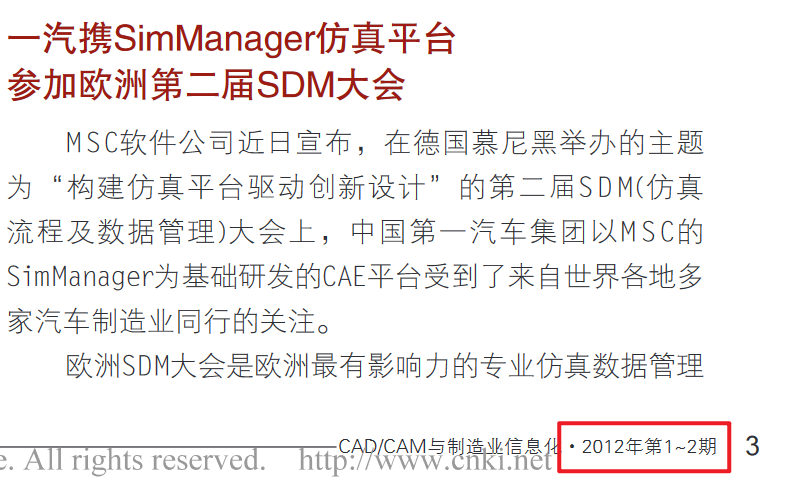 一汽携SimManager仿真平台
参加欧洲第二届SDM大会
MSC软件公司近日宣布，在德国慕尼黑举办的主题
为“构建仿真平台驱动创新设计”的第二届SDM(仿真
流程及数据管理)大会上，中国第一汽车集团以MSC的
SimManager为基础研发的CAE平台受到了来自世界各地多
家汽车制造业同行的关注。
欧洲SDM大会是欧洲最有影响力的专业仿真数据管理
CAD/CAM与制造业信息化·2012年第1~2期 3
e. All rights reserved. http://www.cnki.net